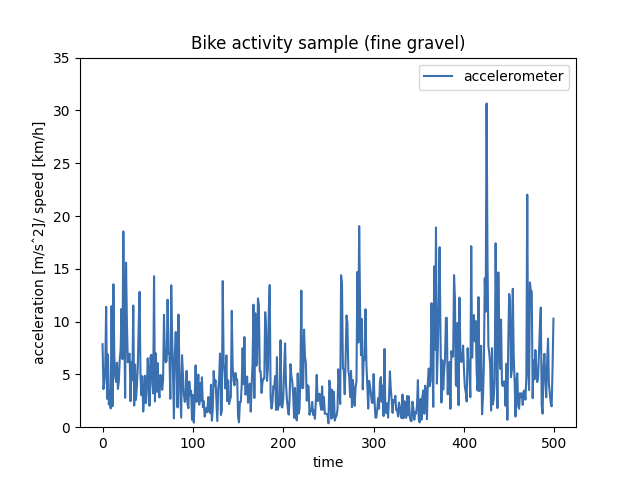 Bike activity sample (fine gravel)
accelerometer
35
30
25
20
15
10
5
0
acceleration [m/s^2]/ speed [km/h]
0 100 200 300 400 500
time